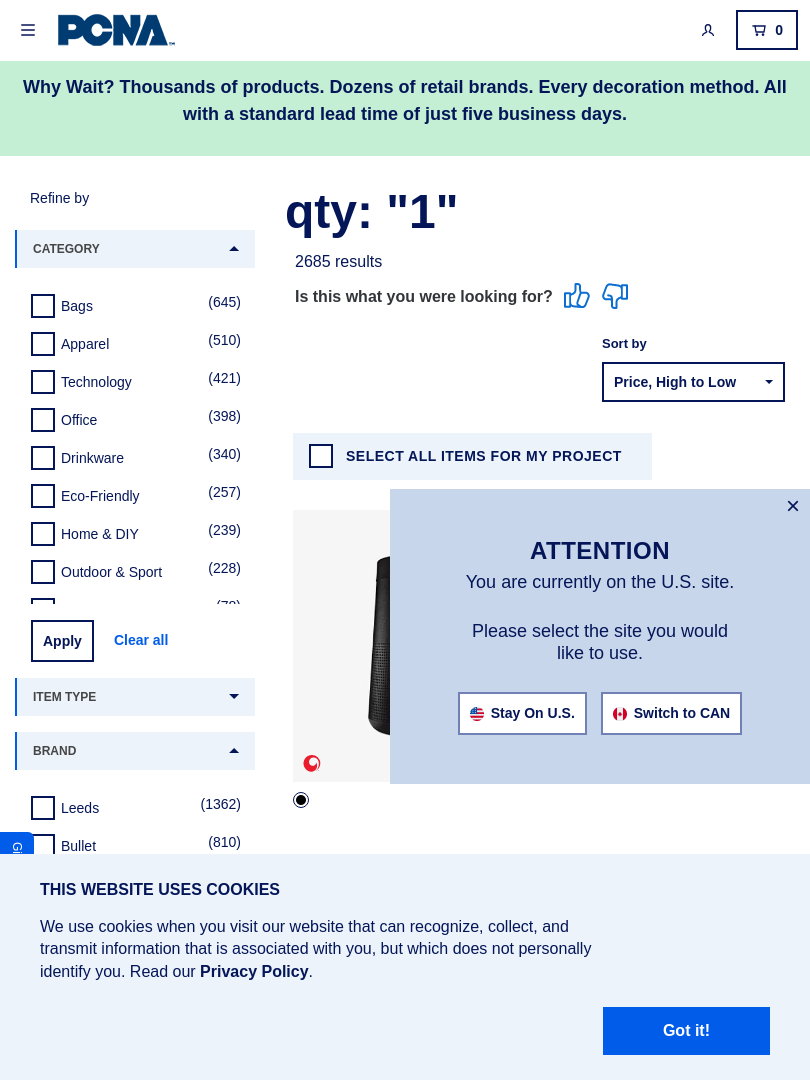 PCNA
0
Why Wait? Thousands of products. Dozens of retail brands. Every decoration method. All
with a standard lead time of just five business days.
Refine by
CATEGORY
Bags (645)
Apparel (510)
Technology (421)
Office (398)
Drinkware (340)
Eco-Friendly (257)
Home & DIY (239)
Outdoor & Sport (228)
Apply Clear all
ITEM TYPE
BRAND
Leeds (1362)
Bullet (810)
qty: "1"
2685 results
Is this what you were looking for?
Sort by
Price, High to Low
SELECT ALL ITEMS FOR MY PROJECT
ATTENTION
You are currently on the U.S. site.
Please select the site you would
like to use.
Stay On U.S. Switch to CAN
THIS WEBSITE USES COOKIES
We use cookies when you visit our website that can recognize, collect, and
transmit information that is associated with you, but which does not personally
identify you. Read our Privacy Policy.
Got it!